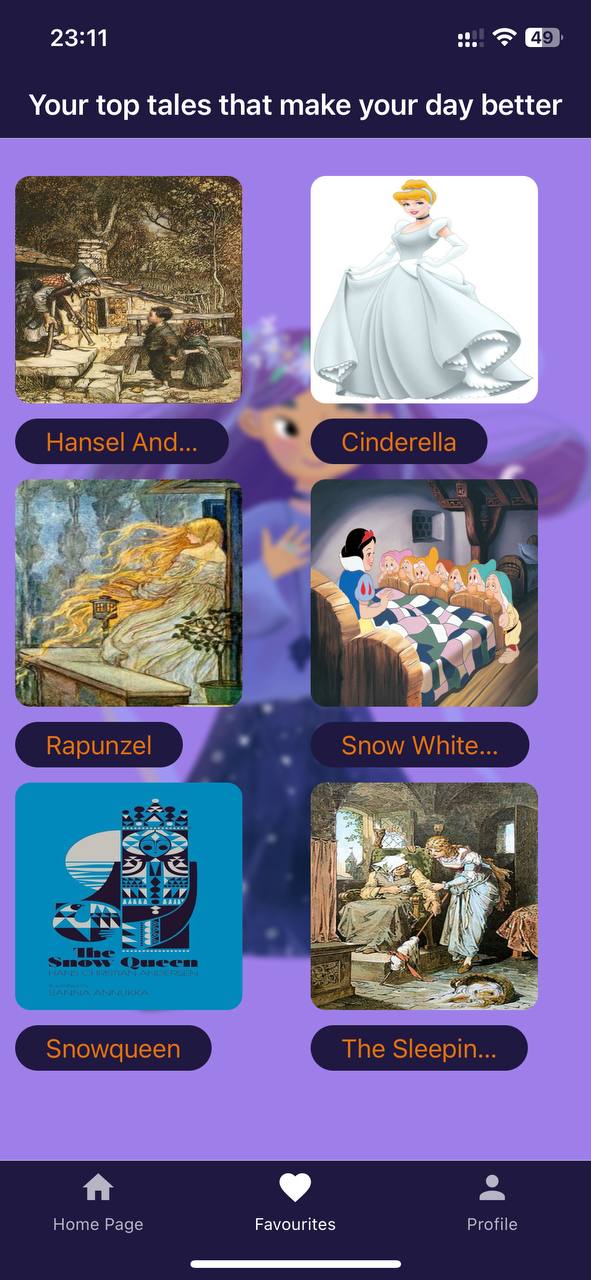 23:11
49
Your top tales that make your day better
Hansel And...
Cinderella
Rapunzel
Snow White...
The
Snow Queen
HANS CHRISTIAN ANDERSEN
SANNA ANNUKKA
Snowqueen
The Sleepin...
Home Page
Favourites
Profile